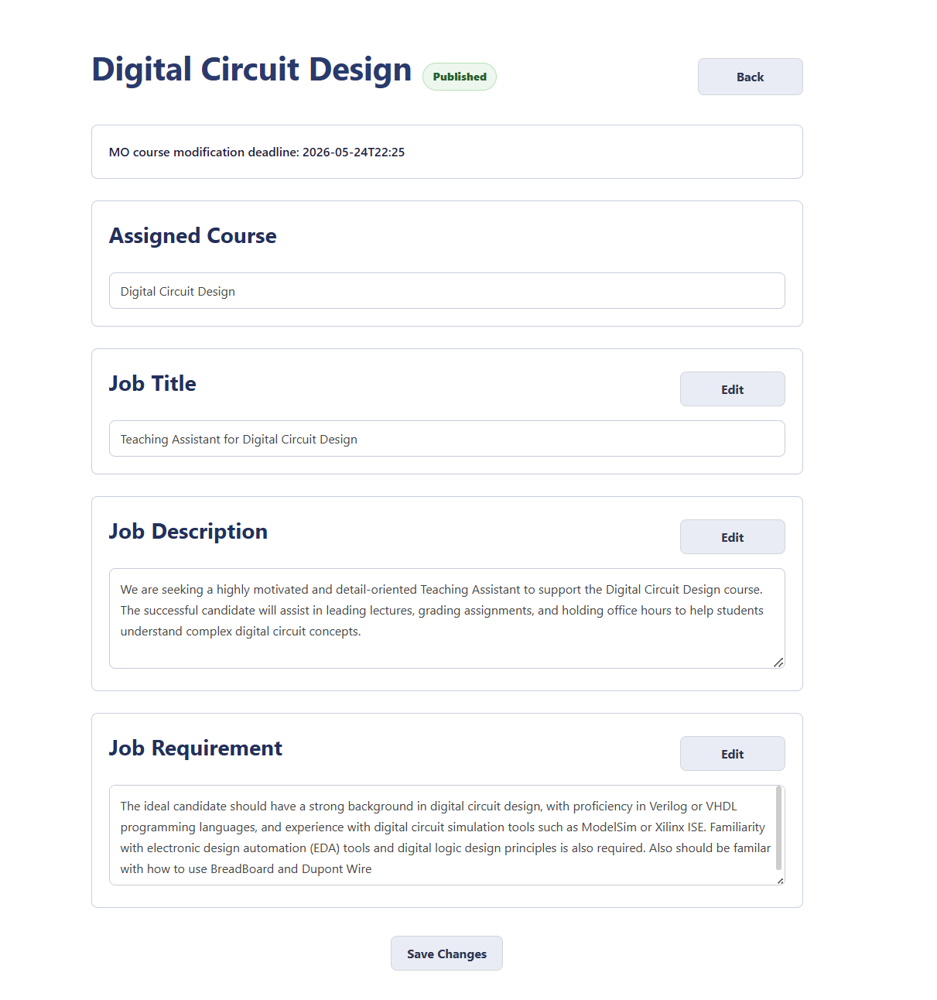 Digital Circuit Design
Published
Back
MO course modification deadline: 2026-05-24T22:25
Assigned Course
Digital Circuit Design
Job Title
Edit
Teaching Assistant for Digital Circuit Design
Job Description
Edit
We are seeking a highly motivated and detail-oriented Teaching Assistant to support the Digital Circuit Design course.
The successful candidate will assist in leading lectures, grading assignments, and holding office hours to help students
understand complex digital circuit concepts.
Job Requirement
Edit
The ideal candidate should have a strong background in digital circuit design, with proficiency in Verilog or VHDL
programming languages, and experience with digital circuit simulation tools such as ModelSim or Xilinx ISE. Familiarity
with electronic design automation (EDA) tools and digital logic design principles is also required. Also should be familar
with how to use BreadBoard and Dupont Wire
Save Changes